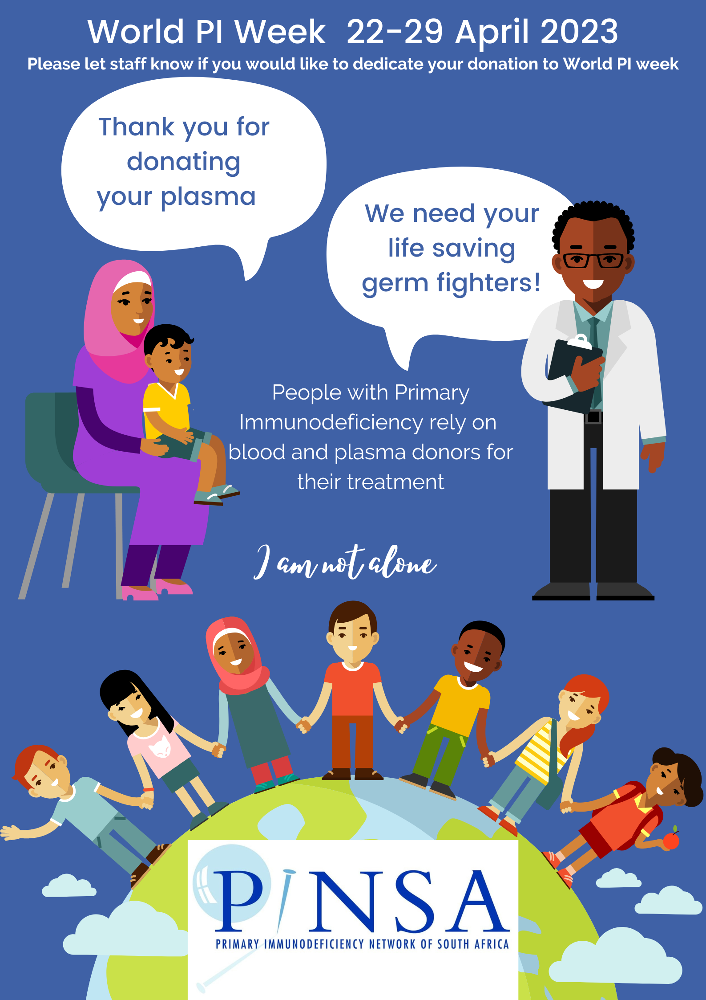 World PI Week 22-29 April 2023
Please let staff know if you would like to dedicate your donation to World PI week
Thank you for
donating
your plasma
We need your
life saving
germ fighters!
People with Primary
Immunodeficiency rely on
blood and plasma donors for
their treatment
I am not alone
PiNSA
PRIMARY IMMUNODEFICIENCY NETWORK OF SOUTH AFRICA